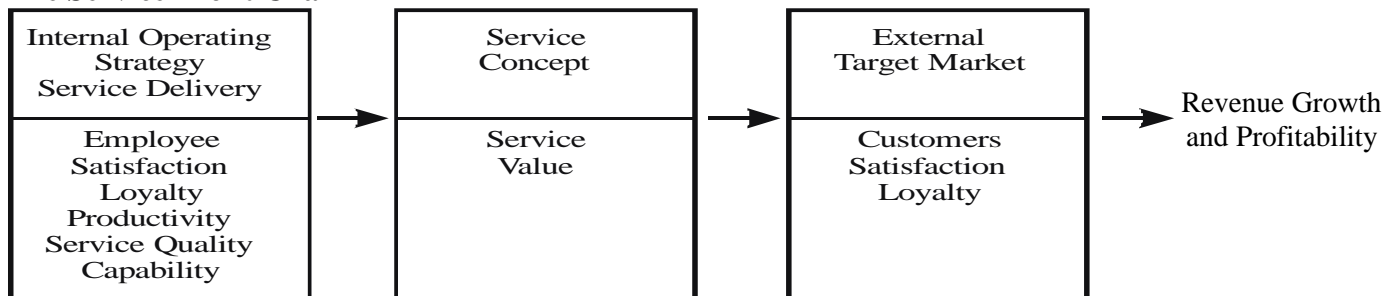 Internal Operating
Strategy
Service Delivery
Employee
Satisfaction
Loyalty
Productivity
Service Quality
Capability
Service
Concept
Service
Value
External
Target Market
Customers
Satisfaction
Loyalty
Revenue Growth
and Profitability